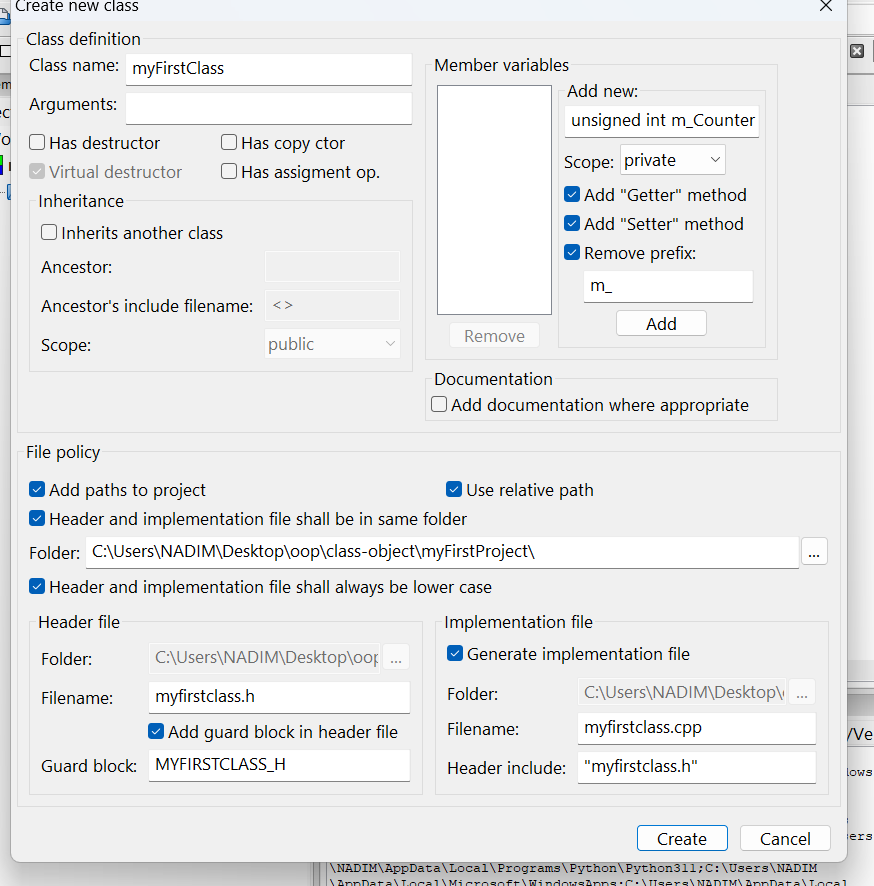 Create new class
Class definition
Class name: myFirstClass
Arguments:
Has destructor
Has copy ctor
Virtual destructor
Has assigment op.
Inheritance
Inherits another class
Ancestor:
Ancestor's include filename: <>
Scope: public
Member variables
Add new:
unsigned int m_Counter
Scope: private
Add "Getter" method
Add "Setter" method
Remove prefix:
m_
Add
Remove
Documentation
Add documentation where appropriate
File policy
Add paths to project
Use relative path
Header and implementation file shall be in same folder
Folder: C:\Users\NADIM\Desktop\oop\class-object\myFirstProject\
...
Header and implementation file shall always be lower case
Header file
Folder: C:\Users\NADIM\Desktop\oop
...
Filename: myfirstclass.h
Add guard block in header file
Guard block: MYFIRSTCLASS_H
Implementation file
Generate implementation file
Folder: C:\Users\NADIM\Desktop\
...
Filename: myfirstclass.cpp
Header include: "myfirstclass.h"
Create
Cancel
\NADIM\AppData\Local\Programs\Python\Python311;C:\Users\NADIM
\AppData\Local\Microsoft\WindowsApps;C:\Users\NADIM\AppData\Local